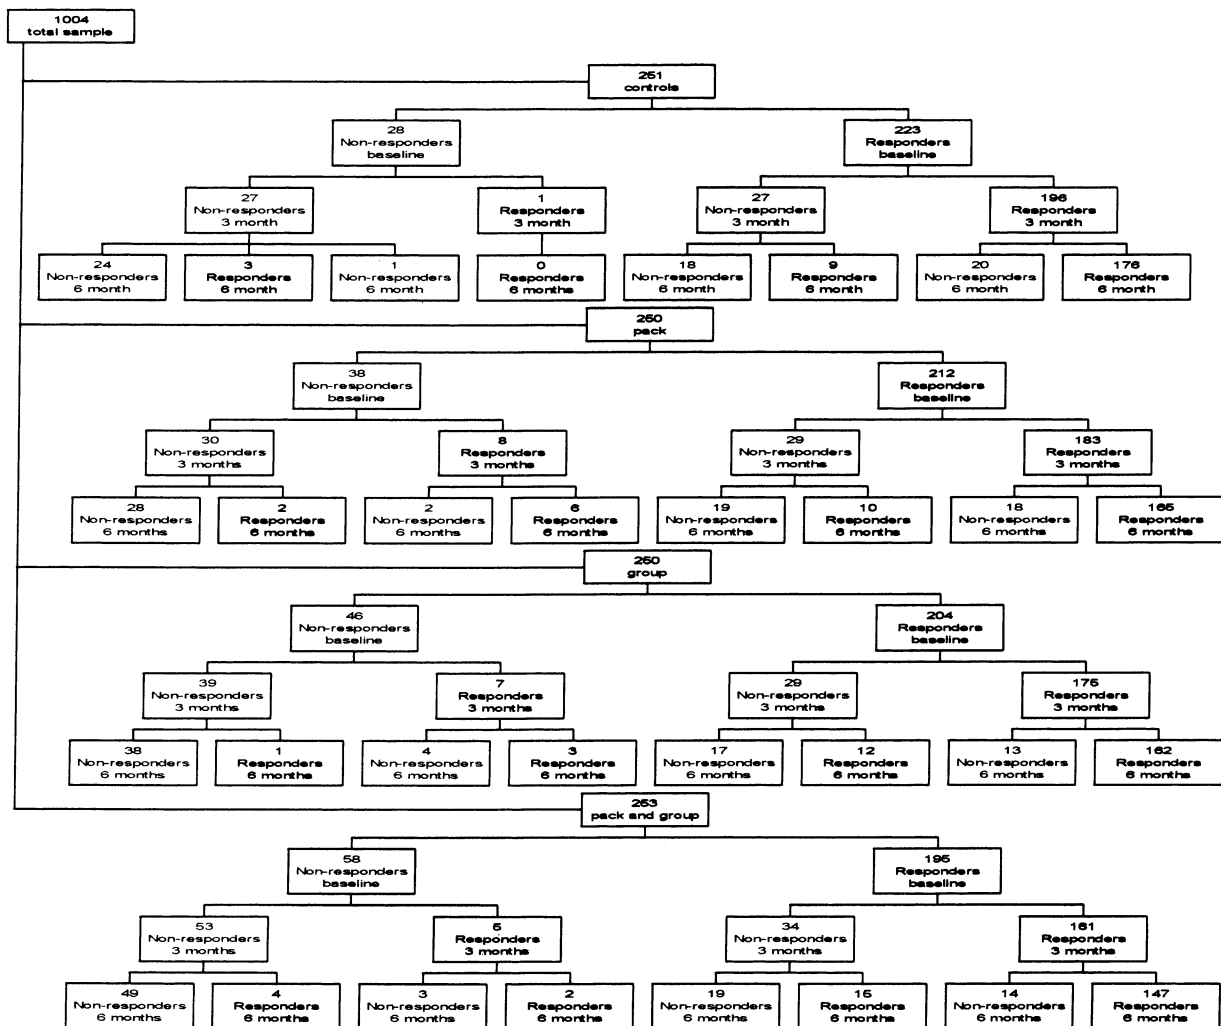 1004
total sample
251
controls
28
Non-responders
baseline
223
Responders
baseline
27
Non-responders
3 month
1
Responders
3 month
27
Non-responders
3 month
196
Responders
3 month
24
Non-responders
6 month
3
Responders
6 month
1
Non-responders
6 month
0
Responders
6 months
18
Non-responders
6 month
9
Responders
6 month
20
Non-responders
6 month
176
Responders
6 month
250
pack
38
Non-responders
baseline
212
Responders
baseline
30
Non-responders
3 months
8
Responders
3 months
29
Non-responders
3 months
183
Responders
3 months
28
Non-responders
6 months
2
Responders
6 months
2
Non-responders
6 months
6
Responders
6 months
19
Non-responders
6 months
10
Responders
6 months
18
Non-responders
6 months
165
Responders
6 months
250
group
46
Non-responders
baseline
204
Responders
baseline
39
Non-responders
3 months
7
Responders
3 months
29
Non-responders
3 months
175
Responders
3 months
38
Non-responders
6 months
1
Responders
6 months
4
Non-responders
6 months
3
Responders
6 months
17
Non-responders
6 months
12
Responders
6 months
13
Non-responders
6 months
162
Responders
6 months
253
pack and group
58
Non-responders
baseline
195
Responders
baseline
53
Non-responders
3 months
5
Responders
3 months
34
Non-responders
3 months
161
Responders
3 months
49
Non-responders
6 months
4
Responders
6 months
3
Non-responders
6 months
2
Responders
6 months
19
Non-responders
6 months
15
Responders
6 months
14
Non-responders
6 months
147
Responders
6 months